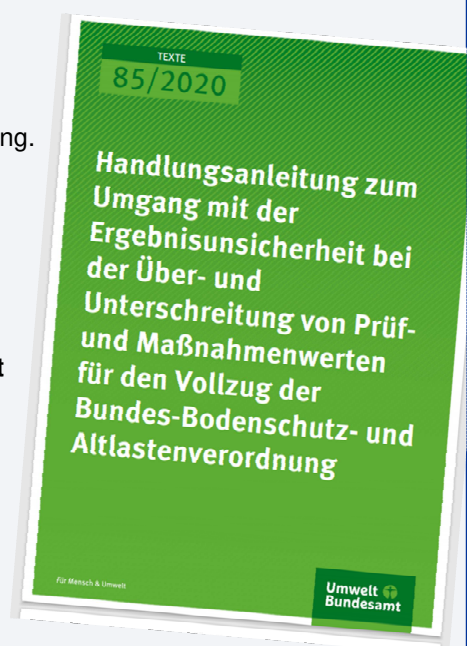 ng.
t
TEXTE
85/2020
Handlungsanleitung zum
Umgang mit der
Ergebnisunsicherheit bei
der Über- und
Unterschreitung von Prüf-
und Maßnahmenwerten
für den Vollzug der
Bundes-Bodenschutz- und
Altlastenverordnung
Für Mensch & Umwelt
Umwelt
Bundesamt